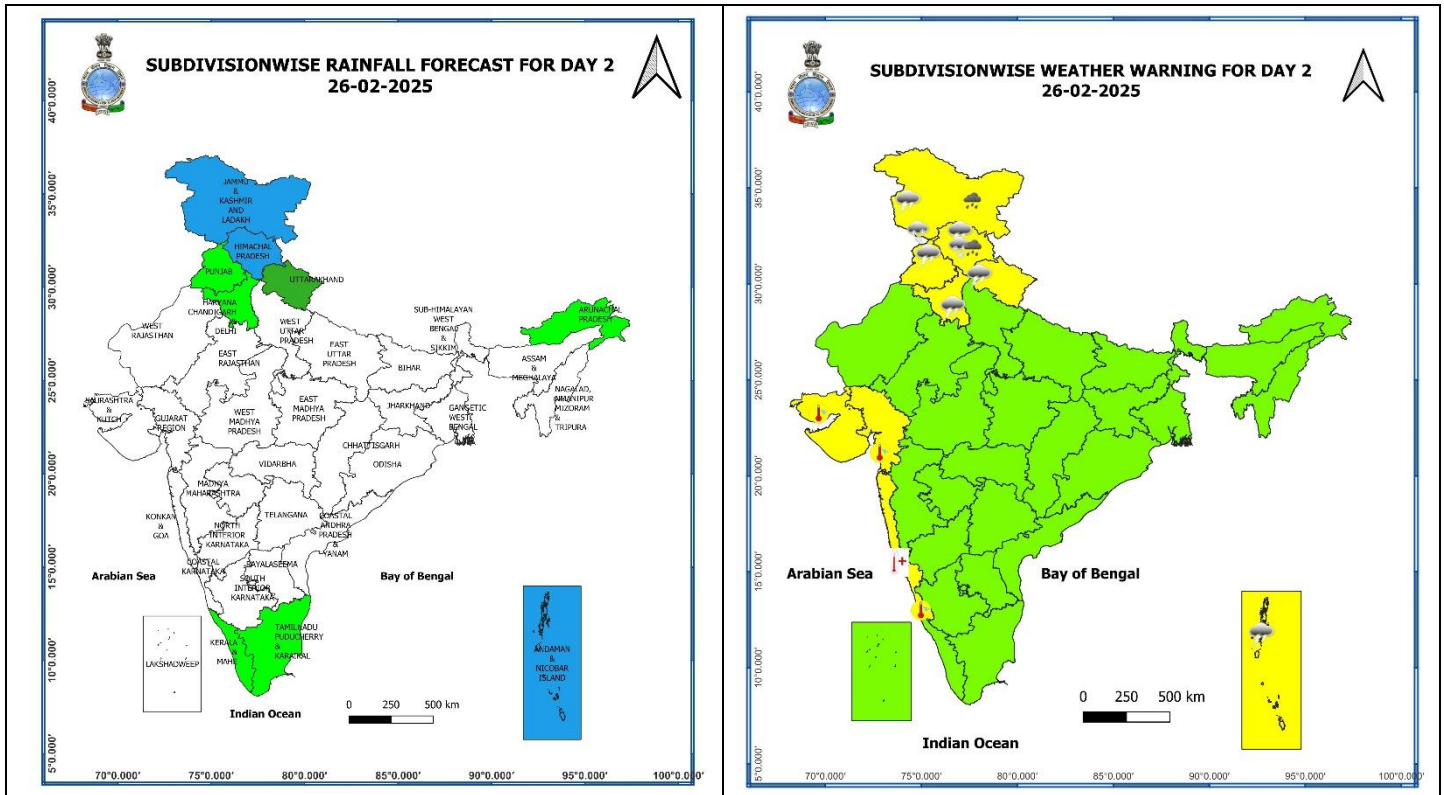 SUBDIVISIONWISE RAINFALL FORECAST FOR DAY 2
26-02-2025
40°0.000'
35°0.000'
30°0.000'
25°0.000'
20°0.000'
15°0.000'
10°0.000'
5°0.000'
JAMMU
&
KASHMIR
AND
LADAKH
HIMACHAL
PRADESH
PUNJAB
UTTARAKHAND
HARYANA
CHANDIGARH
&
DELHI
WEST
RAJASTHAN
WEST
UTTAR
PRADESH
SUB-HIMALAYAN
WEST
BENGAL
&
SIKKIM
ARUNACHAL
PRADESH
EAST
RAJASTHAN
EAST
UTTAR
PRADESH
BIHAR
ASSAM
&
MEGHALAYA
NAGALAD,
MANIPUR
MIZORAM
&
TRIPURA
SAURASHTRA
&
KUTCH
GUJARAT
REGION
WEST
MADHYA
PRADESH
EAST
MADHYA
PRADESH
JHARKHAND
GANGETIC
WEST
BENGAL
CHHATTISGARH
ODISHA
VIDARBHA
MADHYA
MAHARASHTRA
KONKAN
&
GOA
TELANGANA
NORTH
INTERIOR
KARNATAKA
COASTAL
ANDHRA
PRADESH
&
YANAM
COASTAL
KARNATAKA
RAYALASEEMA
SOUTH
INTERIOR
KARNATAKA
Arabian Sea
Bay of Bengal
LAKSHADWEEP
KERALA
&
MAHE
TAMILNADU
PUDUCHERRY
&
KARAIKAL
ANDAMAN
&
NICOBAR
ISLAND
0 250 500 km
Indian Ocean
70°0.000' 75°0.000' 80°0.000' 85°0.000' 90°0.000' 95°0.000' 100°0.000'
SUBDIVISIONWISE WEATHER WARNING FOR DAY 2
26-02-2025
40°0.000'
35°0.000'
30°0.000'
25°0.000'
20°0.000'
15°0.000'
10°0.000'
5°0.000'
Arabian Sea
Bay of Bengal
0 250 500 km
Indian Ocean
70°0.000' 75°0.000' 80°0.000' 85°0.000' 90°0.000' 95°0.000' 100°0.000'